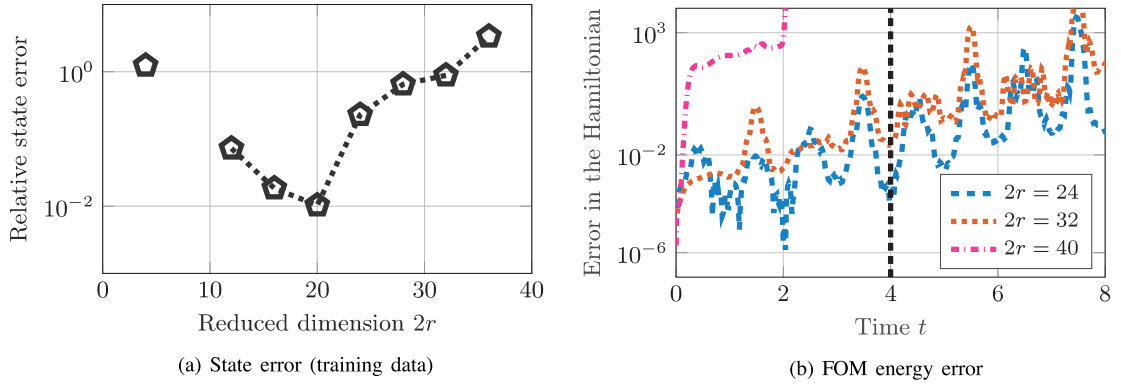 Relative state error
10^0
10^{-2}
0
10
20
30
40
Reduced dimension 2r
(a) State error (training data)
Error in the Hamiltonian
10^3
10^{-2}
10^{-6}
2r = 24
2r = 32
2r = 40
0
2
4
6
8
Time t
(b) FOM energy error